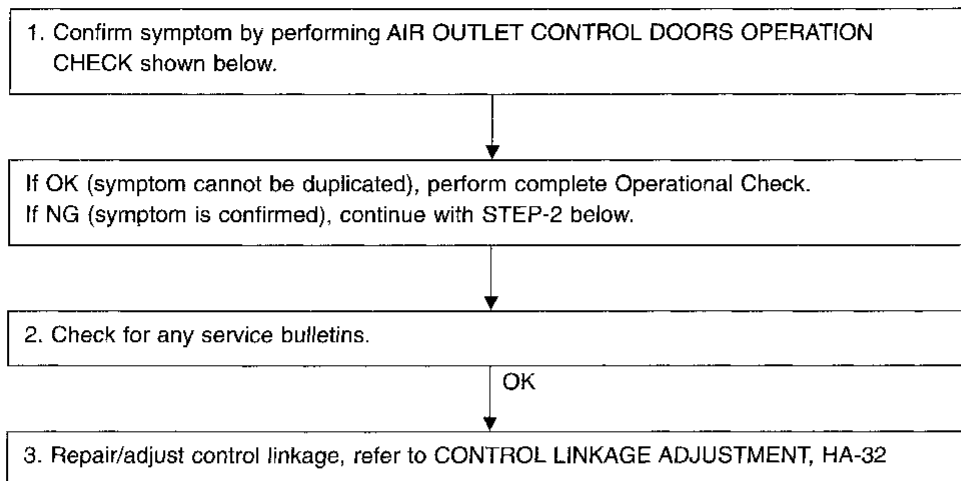 1. Confirm symptom by performing AIR OUTLET CONTROL DOORS OPERATION
CHECK shown below.
If OK (symptom cannot be duplicated), perform complete Operational Check.
If NG (symptom is confirmed), continue with STEP-2 below.
2. Check for any service bulletins.
OK
3. Repair/adjust control linkage, refer to CONTROL LINKAGE ADJUSTMENT, HA-32